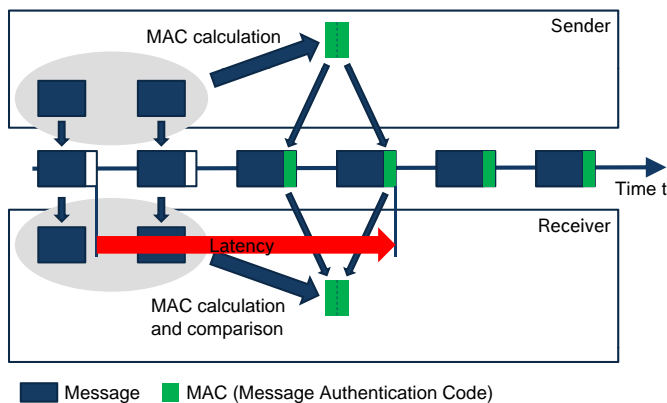 Sender
MAC calculation
Time t
Receiver
Latency
MAC calculation
and comparison
Message
MAC (Message Authentication Code)